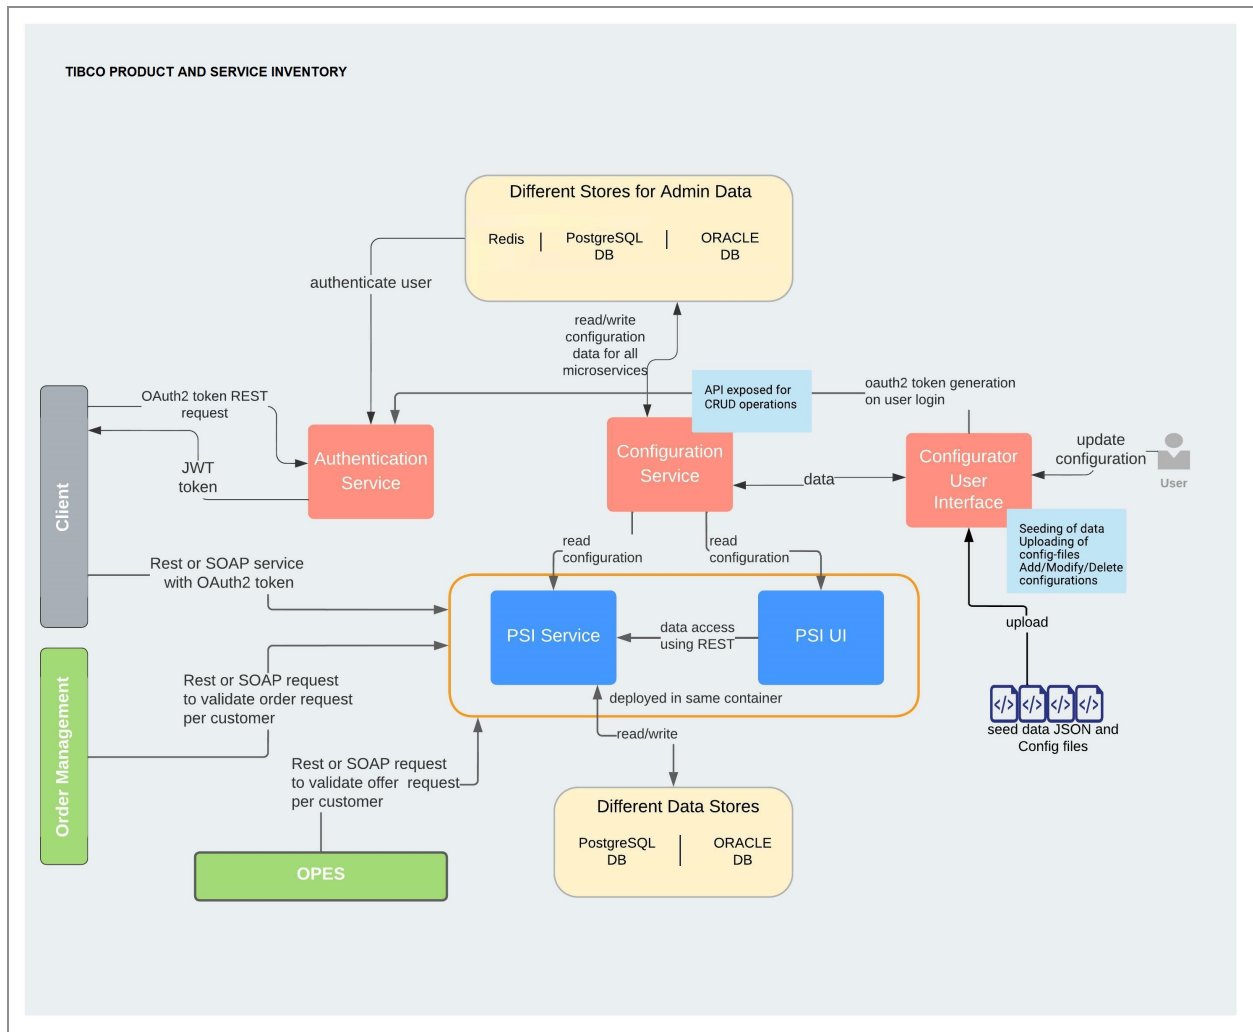 TIBCO PRODUCT AND SERVICE INVENTORY
Different Stores for Admin Data
Redis
PostgreSQL
DB
ORACLE
DB
authenticate user
read/write
configuration
data for all
microservices
API exposed for
CRUD operations
oauth2 token generation
on user login
OAuth2 token REST
request
JWT
token
Authentication
Service
Configuration
Service
data
Configurator
User
Interface
update
configuration
User
Client
Seeding of data
Uploading of
config-files
Add/Modify/Delete
configurations
read
configuration
read
configuration
Rest or SOAP service
with OAuth2 token
PSI Service
data access
using REST
PSI UI
upload
deployed in same container
Order Management
Rest or SOAP request
to validate order request
per customer
</>
</>
</>
</>
seed data JSON and
Config files
read/write
Rest or SOAP request
to validate offer request
per customer
Different Data Stores
PostgreSQL
DB
ORACLE
DB
OPES